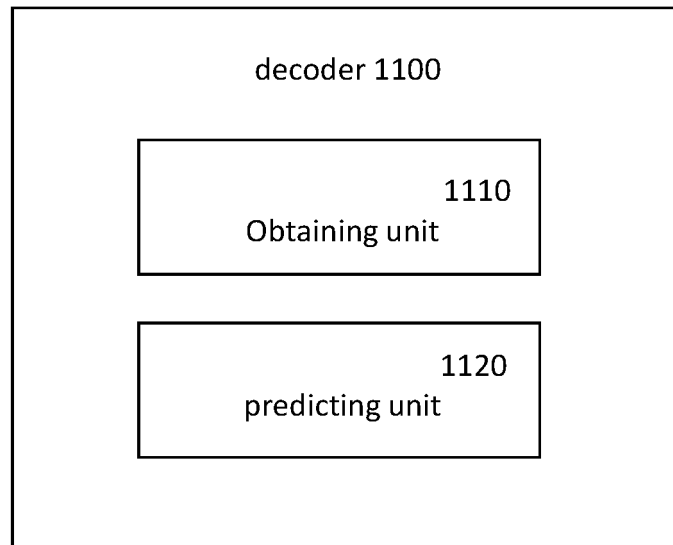 decoder 1100
1110
Obtaining unit
1120
predicting unit